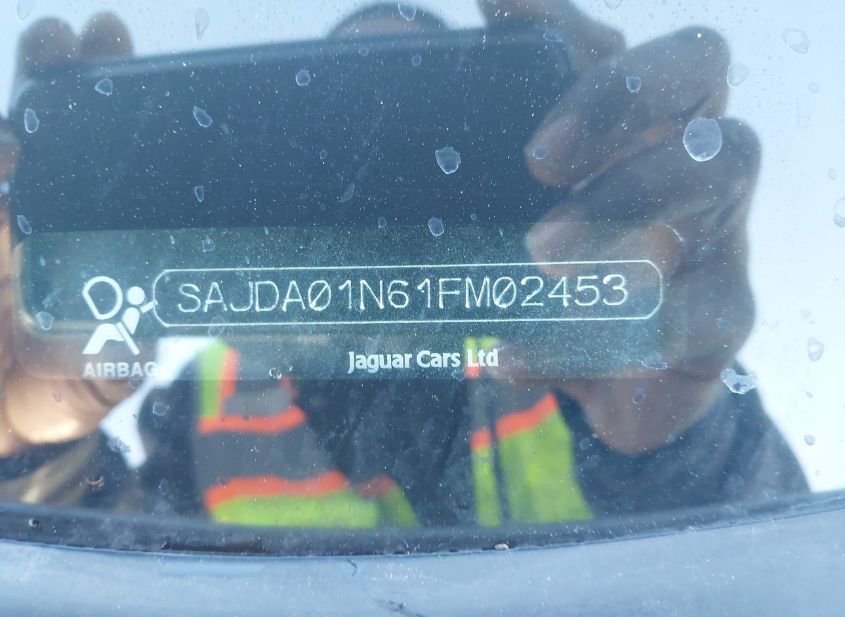 SAJDA01N61FM02453
AIRBAG
Jaguar Cars Ltd